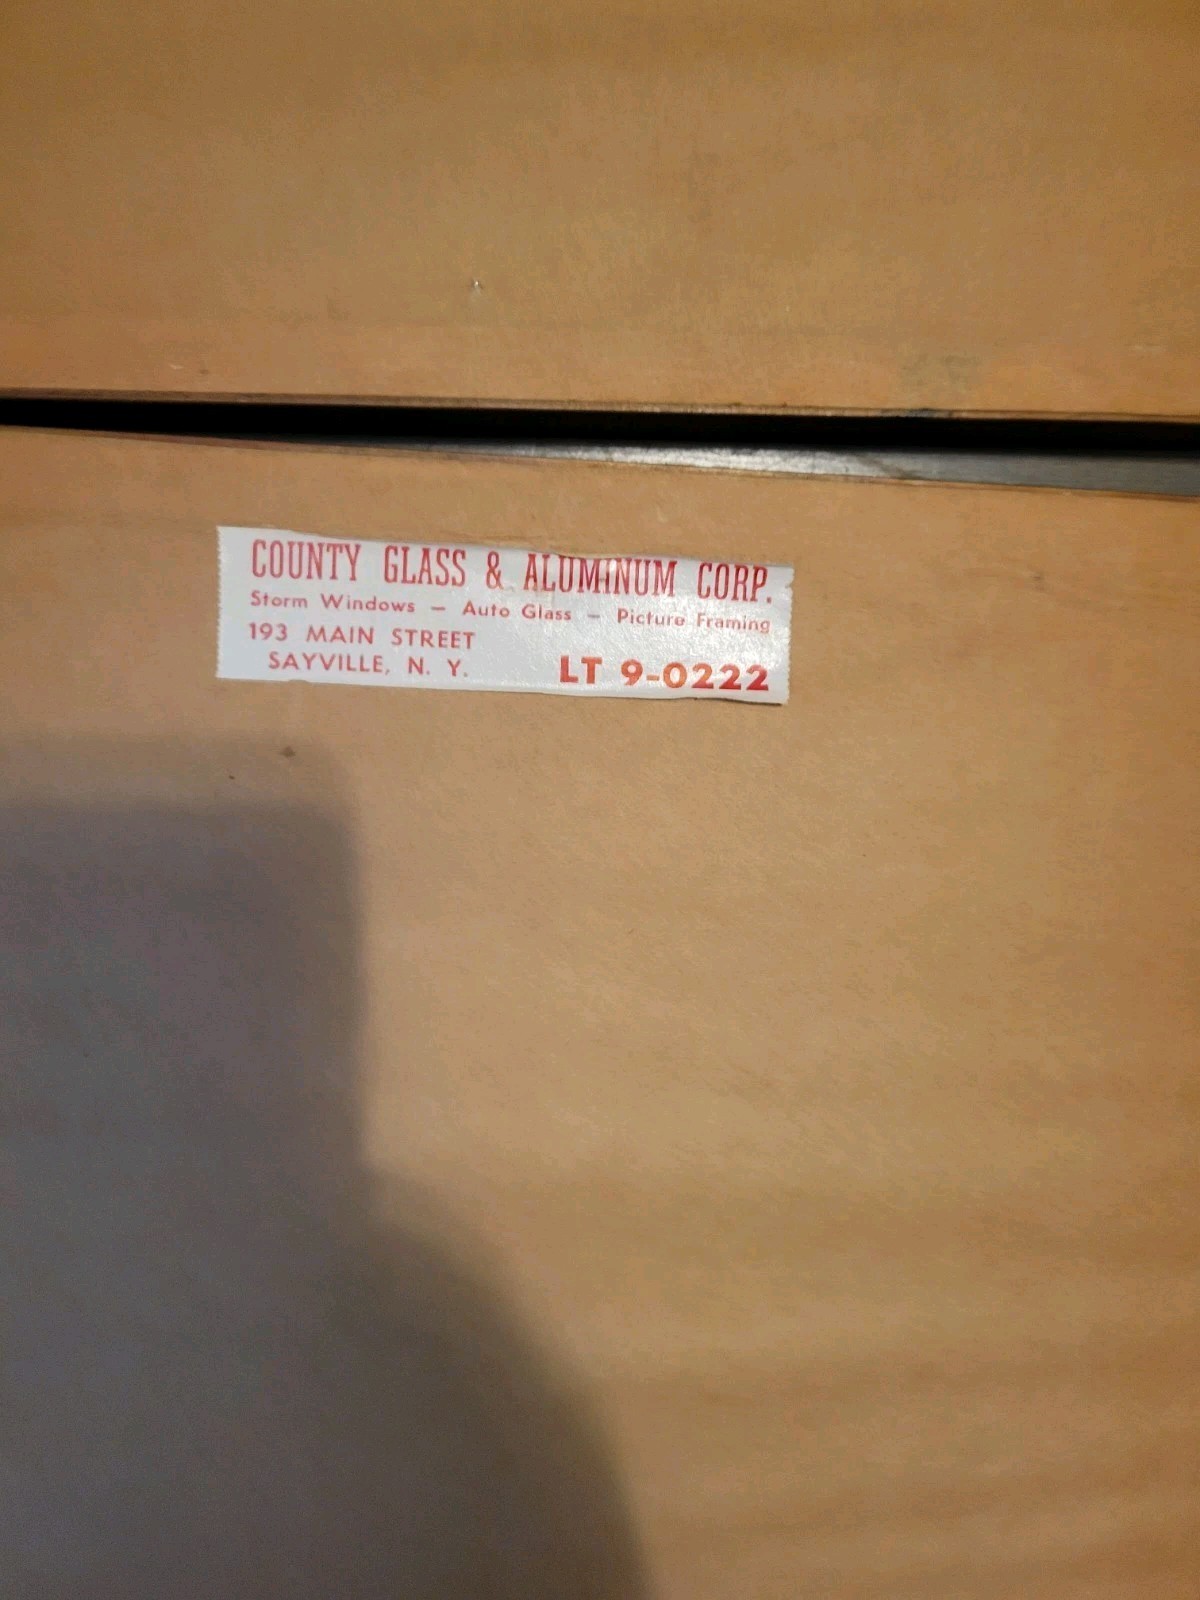 COUNTY GLASS & ALUMINUM CORP.
Storm Windows — Auto Glass — Picture Framing
193 MAIN STREET
SAYVILLE, N. Y. LT 9-0222